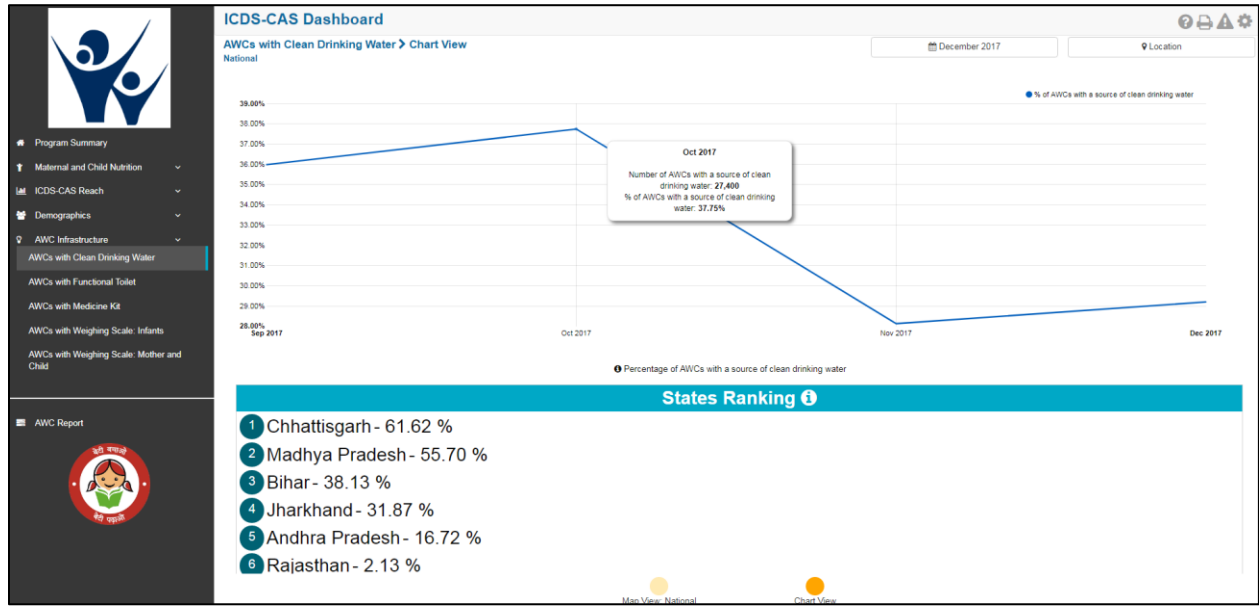 ICDS-CAS Dashboard
AWCs with Clean Drinking Water > Chart View
National
December 2017
Location
Program Summary
Maternal and Child Nutrition
ICDS-CAS Reach
Demographics
AWC Infrastructure
AWCs with Clean Drinking Water
AWCs with Functional Toilet
AWCs with Medicine Kit
AWCs with Weighing Scale: Infants
AWCs with Weighing Scale: Mother and
Child
AWC Report
बेटी बचाओ
बेटी पढ़ाओ
% of AWCs with a source of clean drinking water
39.00%
38.00%
37.00%
36.00%
35.00%
34.00%
33.00%
32.00%
31.00%
30.00%
29.00%
28.00%
Sep 2017
Oct 2017
Nov 2017
Dec 2017
Oct 2017
Number of AWCs with a source of clean
drinking water: 27,400
% of AWCs with a source of clean drinking
water: 37.75%
Percentage of AWCs with a source of clean drinking water
States Ranking
1 Chhattisgarh - 61.62 %
2 Madhya Pradesh - 55.70 %
3 Bihar - 38.13 %
4 Jharkhand - 31.87 %
5 Andhra Pradesh - 16.72 %
6 Rajasthan - 2.13 %
Map View: National
Chart View